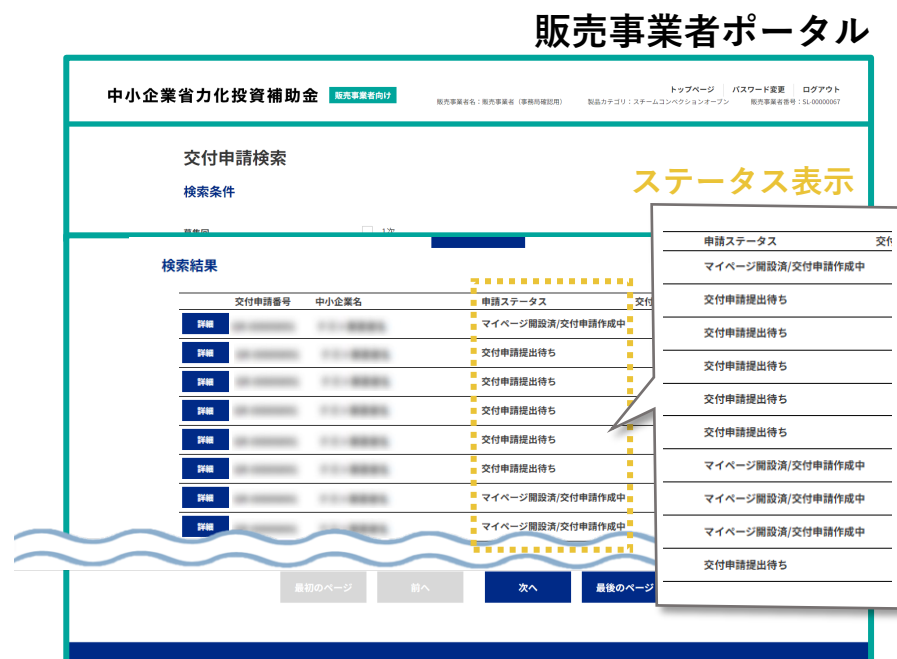 販売事業者ポータル
中小企業省力化投資補助金 販売事業者向け
トップページ パスワード変更 ログアウト
販売事業者名：販売事業者（事務局確認用） 製品カテゴリ：スチームコンベクションオーブン 販売事業者番号：SL-00000067
交付申請検索
検索条件
ステータス表示
検索結果
交付申請番号 中小企業名 申請ステータス 交付
詳細 マイページ開設済/交付申請作成中
詳細 交付申請提出待ち
詳細 交付申請提出待ち
詳細 交付申請提出待ち
詳細 交付申請提出待ち
詳細 交付申請提出待ち
詳細 マイページ開設済/交付申請作成中
詳細 マイページ開設済/交付申請作成中
最初のページ 前へ 次へ 最後のページ
申請ステータス 交付
マイページ開設済/交付申請作成中
交付申請提出待ち
交付申請提出待ち
交付申請提出待ち
交付申請提出待ち
交付申請提出待ち
マイページ開設済/交付申請作成中
マイページ開設済/交付申請作成中
マイページ開設済/交付申請作成中
交付申請提出待ち